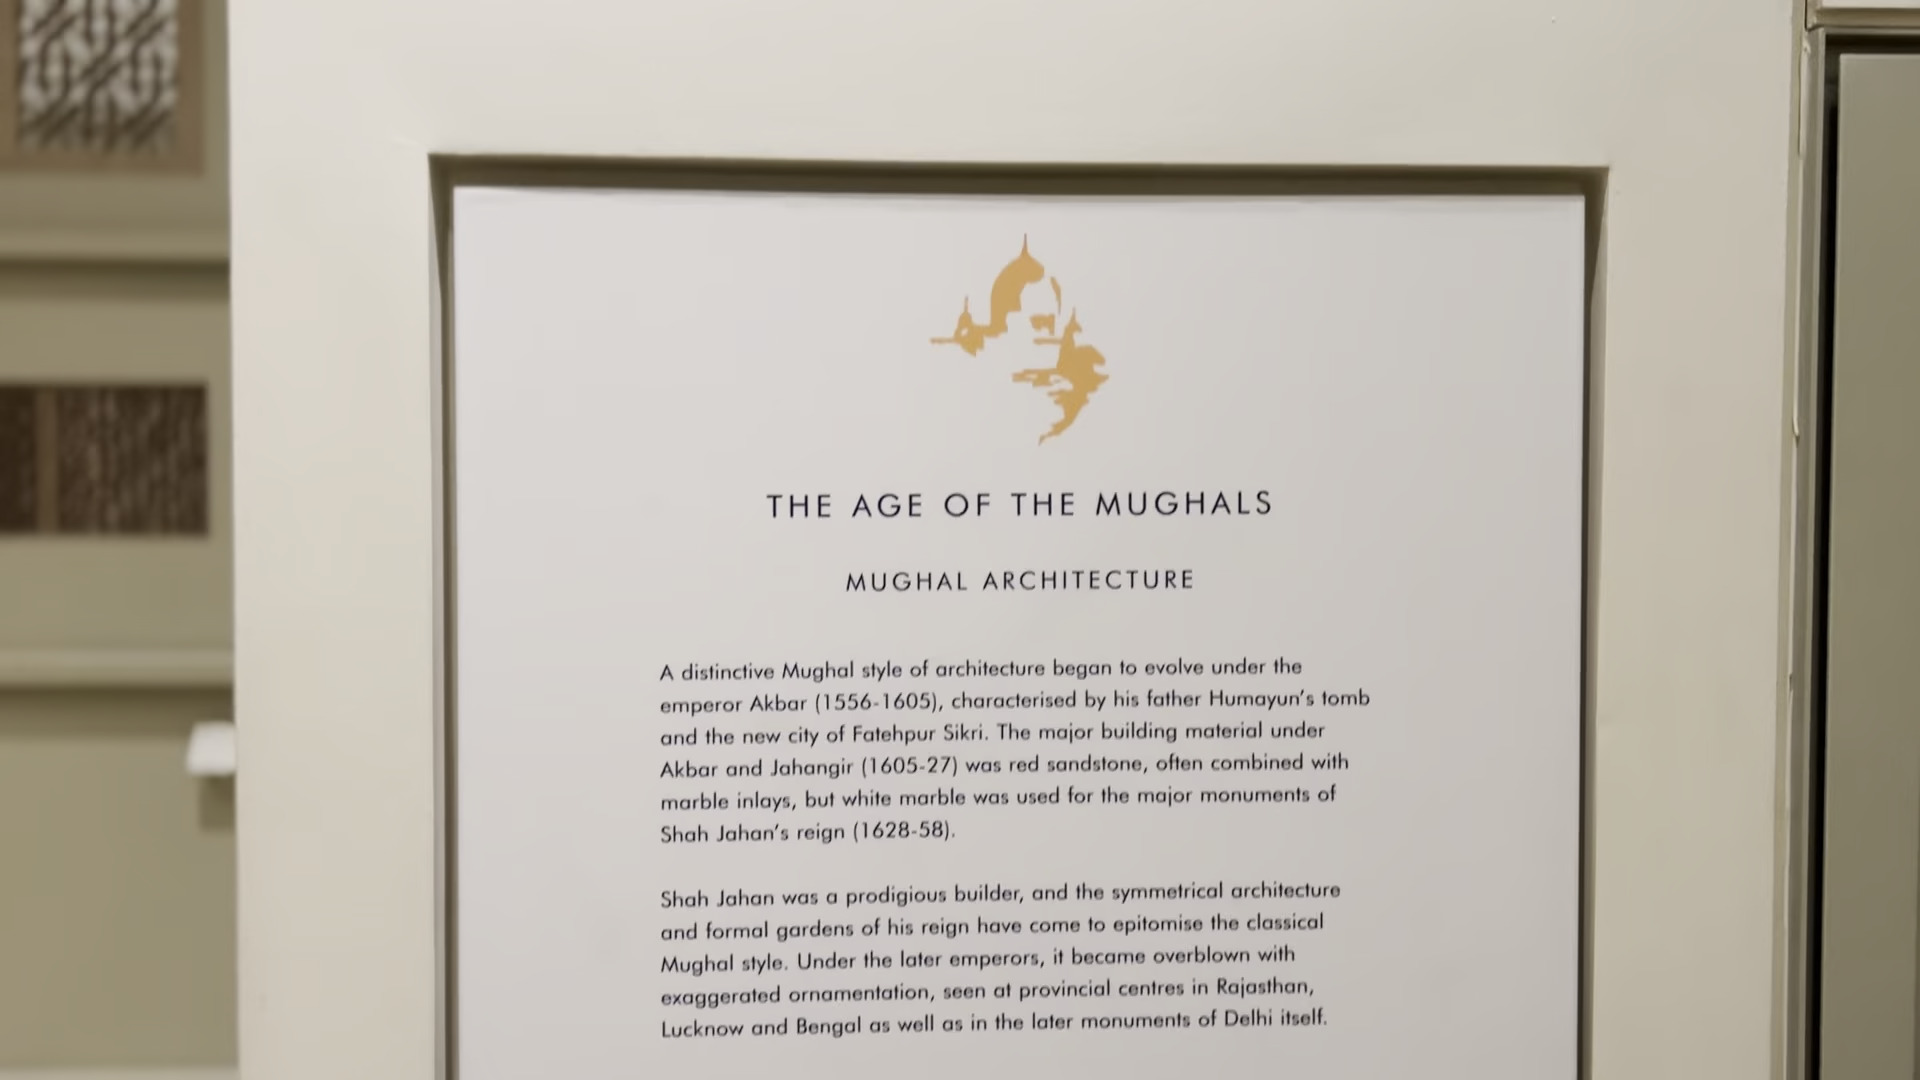 THE AGE OF THE MUGHALS
MUGHAL ARCHITECTURE
A distinctive Mughal style of architecture began to evolve under the
emperor Akbar (1556-1605), characterised by his father Humayun's tomb
and the new city of Fatehpur Sikri. The major building material under
Akbar and Jahangir (1605-27) was red sandstone, often combined with
marble inlays, but white marble was used for the major monuments of
Shah Jahan's reign (1628-58).
Shah Jahan was a prodigious builder, and the symmetrical architecture
and formal gardens of his reign have come to epitomise the classical
Mughal style. Under the later emperors, it became overblown with
exaggerated ornamentation, seen at provincial centres in Rajasthan,
Lucknow and Bengal as well as in the later monuments of Delhi itself.